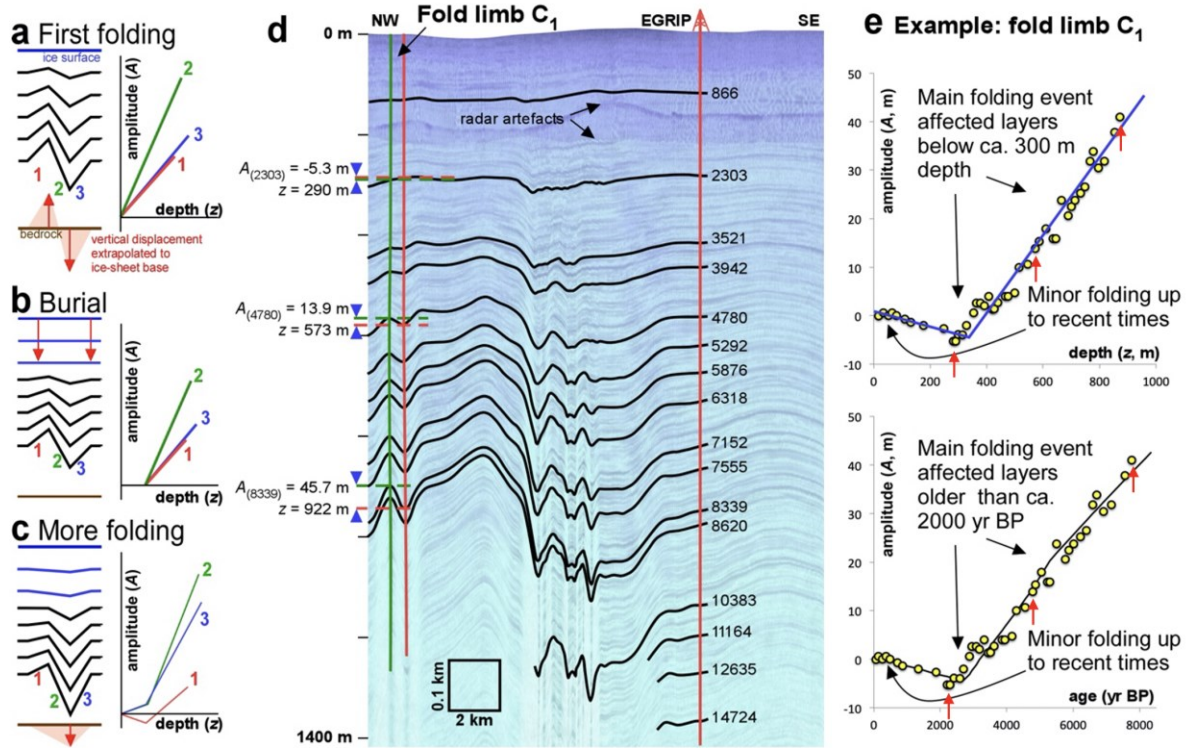 a First folding
ice surface
1
2
3
bedrock
vertical displacement
extrapolated to
ice-sheet base
amplitude (A)
2
3
1
depth (z)
b Burial
1
2
3
amplitude (A)
2
3
1
depth (z)
c More folding
1
2
3
amplitude (A)
2
3
1
depth (z)
d
Fold limb C1
NW
EGRIP
SE
0 m
866
radar artefacts
A(2303) = -5.3 m
z = 290 m
2303
3521
3942
A(4780) = 13.9 m
z = 573 m
4780
5292
5876
6318
7152
7555
A(8339) = 45.7 m
z = 922 m
8339
8620
10383
11164
12635
14724
0.1 km
2 km
1400 m
e Example: fold limb C1
50
40
30
20
10
0
-10
amplitude (A, m)
Main folding event
affected layers
below ca. 300 m
depth
Minor folding up
to recent times
depth (z, m)
0 200 400 600 800 1000
50
40
30
20
10
0
-10
amplitude (A, m)
Main folding event
affected layers
older than ca.
2000 yr BP
Minor folding up
to recent times
age (yr BP)
0 2000 4000 6000 8000